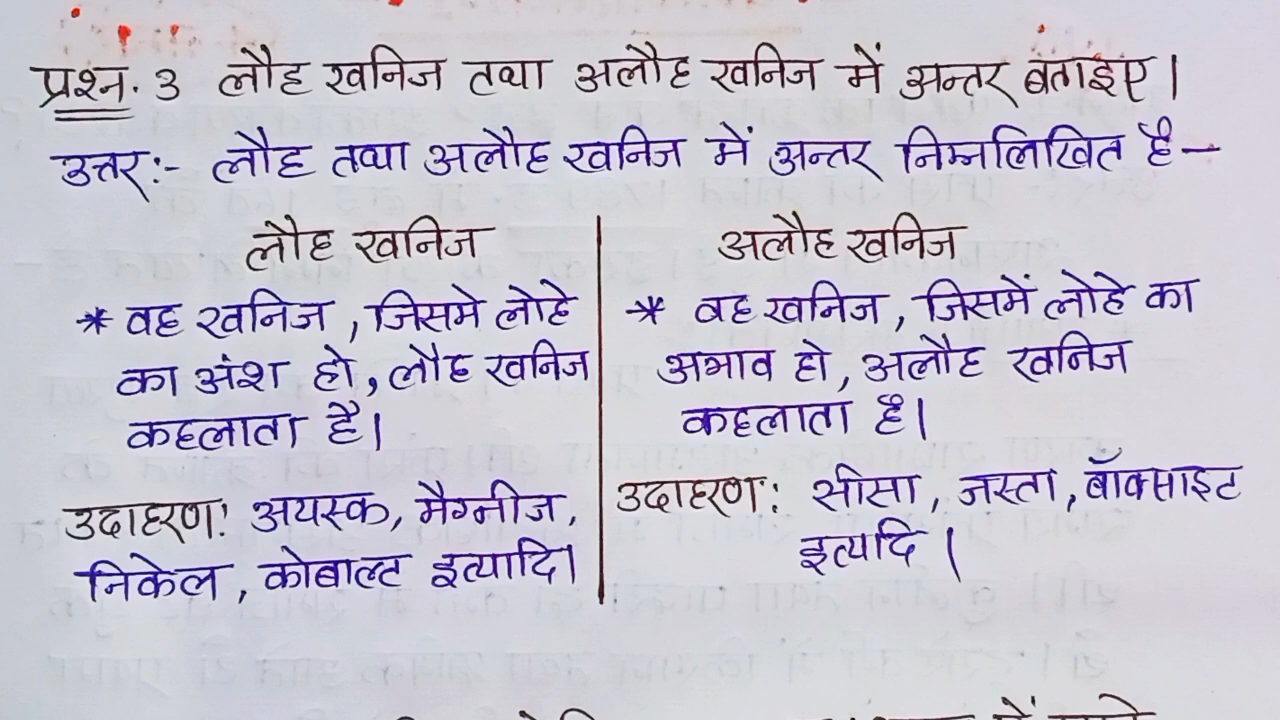 प्रश्न. 3 लौह खनिज तथा अलौह खनिज में अन्तर बताइए।
उत्तर:- लौह तथा अलौह खनिज में अन्तर निम्नलिखित है-
लौह खनिज
* वह खनिज, जिसमे लोहे
का अंश हो, लौह खनिज
कहलाता है।
उदाहरण: अयस्क, मैग्नीज,
निकेल, कोबाल्ट इत्यादि।
अलौह खनिज
* वह खनिज, जिसमें लोहे का
अभाव हो, अलौह खनिज
कहलाता है।
उदाहरण: सीसा, जस्ता, बॉक्साइट
इत्यादि।